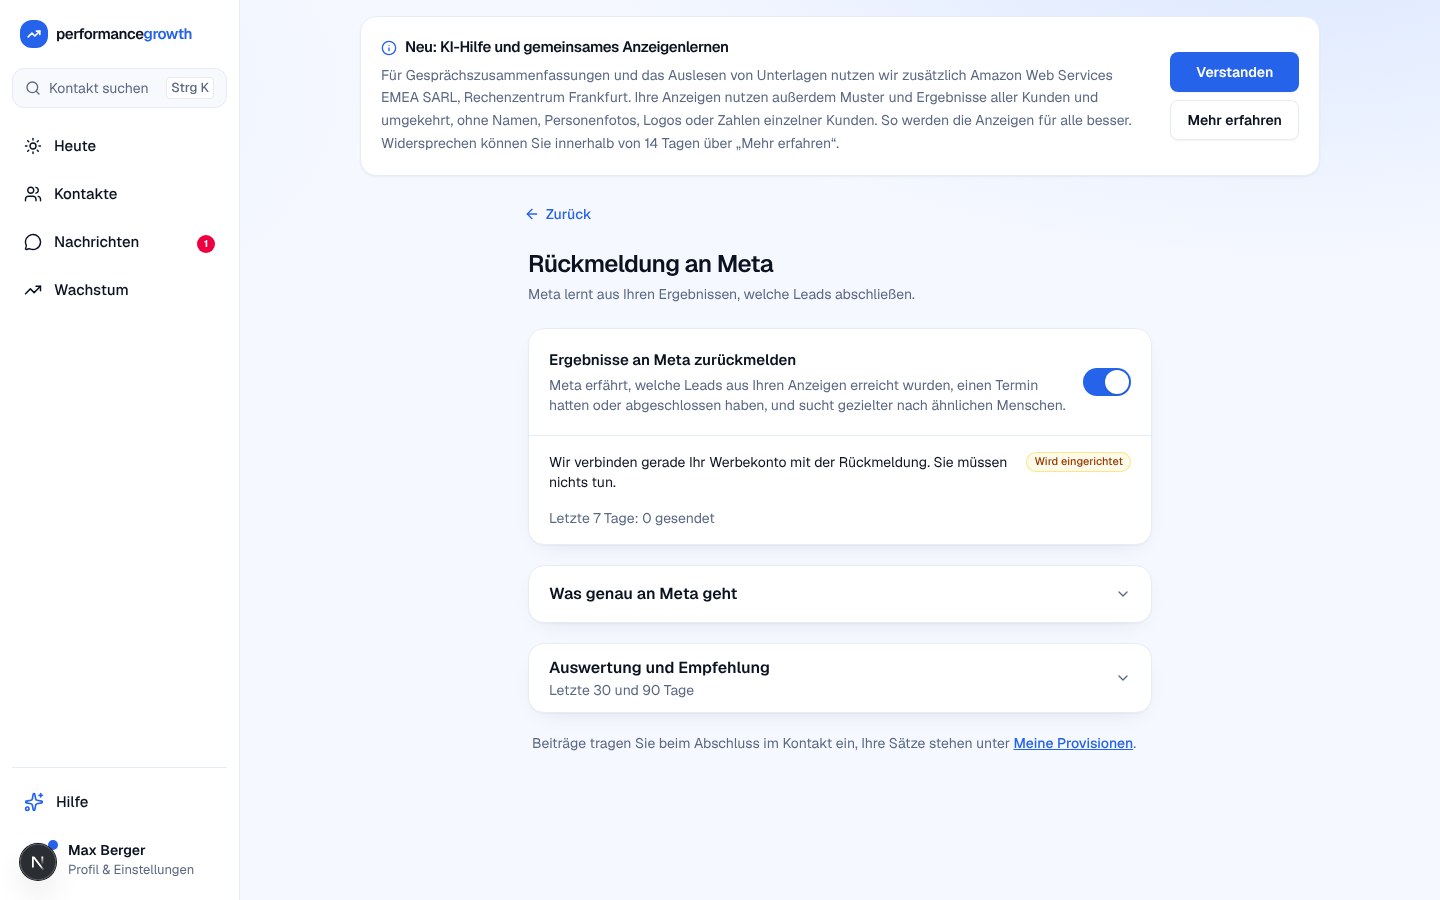 performancegrowth
Kontakt suchen Strg K
Heute
Kontakte
Nachrichten 1
Wachstum
Hilfe
N
Max Berger
Profil & Einstellungen
Neu: KI-Hilfe und gemeinsames Anzeigenlernen
Für Gesprächszusammenfassungen und das Auslesen von Unterlagen nutzen wir zusätzlich Amazon Web Services
EMEA SARL, Rechenzentrum Frankfurt. Ihre Anzeigen nutzen außerdem Muster und Ergebnisse aller Kunden und
umgekehrt, ohne Namen, Personenfotos, Logos oder Zahlen einzelner Kunden. So werden die Anzeigen für alle besser.
Widersprechen können Sie innerhalb von 14 Tagen über „Mehr erfahren“.
Verstanden
Mehr erfahren
Zurück
Rückmeldung an Meta
Meta lernt aus Ihren Ergebnissen, welche Leads abschließen.
Ergebnisse an Meta zurückmelden
Meta erfährt, welche Leads aus Ihren Anzeigen erreicht wurden, einen Termin
hatten oder abgeschlossen haben, und sucht gezielter nach ähnlichen Menschen.
Wir verbinden gerade Ihr Werbekonto mit der Rückmeldung. Sie müssen
nichts tun.
Wird eingerichtet
Letzte 7 Tage: 0 gesendet
Was genau an Meta geht
Auswertung und Empfehlung
Letzte 30 und 90 Tage
Beiträge tragen Sie beim Abschluss im Kontakt ein, Ihre Sätze stehen unter Meine Provisionen.